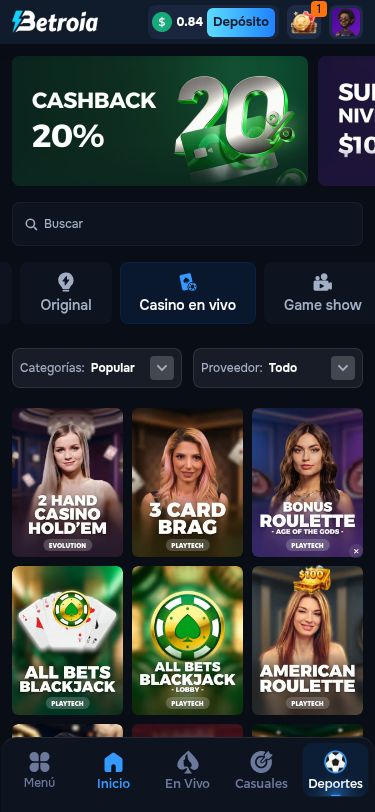 Betroia
$ 0.84 Depósito
1
CASHBACK
20%
20%
SU
NIV
$10
Buscar
Original
Casino en vivo
Game show
Categorías: Popular
Proveedor: Todo
2 HAND
CASINO
HOLD'EM
EVOLUTION
3 CARD
BRAG
PLAYTECH
BONUS
ROULETTE
- AGE OF THE GODS -
PLAYTECH
ALL BETS
BLACKJACK
PLAYTECH
ALL BETS
BLACKJACK
- LOBBY -
PLAYTECH
$100
AMERICAN
ROULETTE
PLAYTECH
Menú
Inicio
En Vivo
Casuales
Deportes